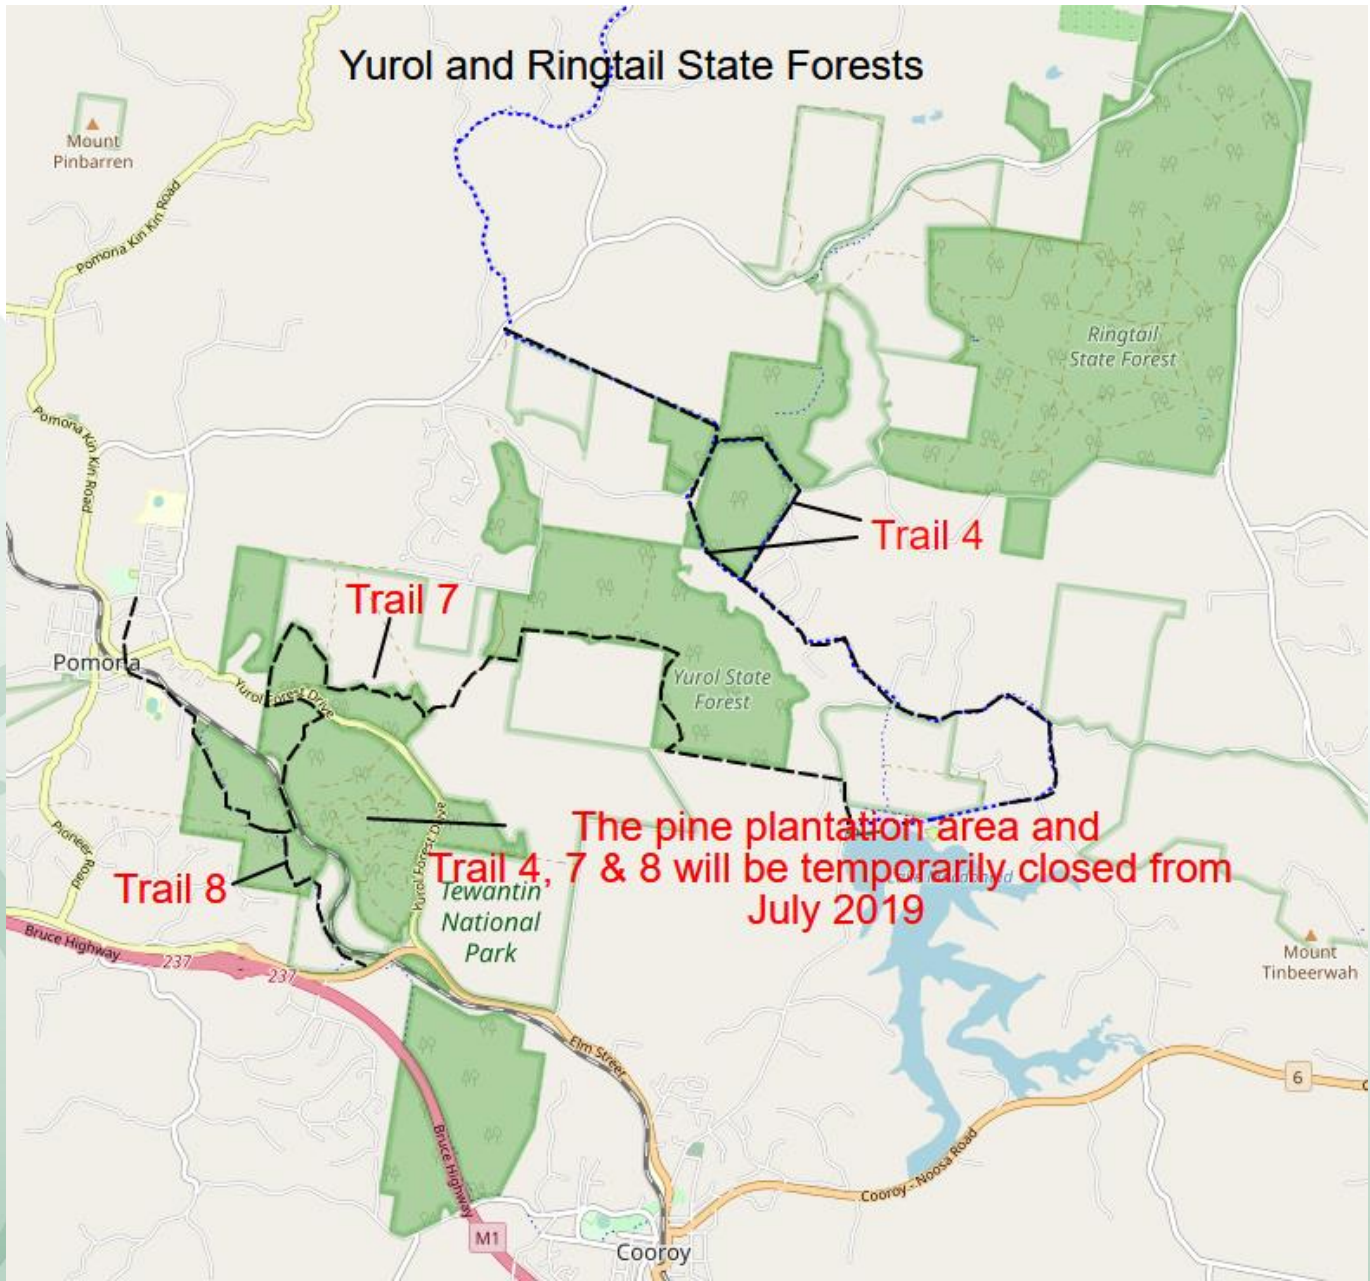 Yurol and Ringtail State Forests
Mount
Pinbarren
Pomona Kin Kin Road
Ringtail
State Forest
Pomona Kin Kin Road
Trail 4
Trail 7
Pomona
Yurol Forest Drive
Yurol State
Forest
The pine plantation area and
Trail 4, 7 & 8 will be temporarily closed from
July 2019
Yurol Forest Drive
Pioneer Road
Trail 8
Tewantin
National
Park
Bruce Highway
237
237
Mount
Tinbeerwah
Elm Street
6
Bruce Highway
Cooroy - Noosa Road
M1
Cooroy